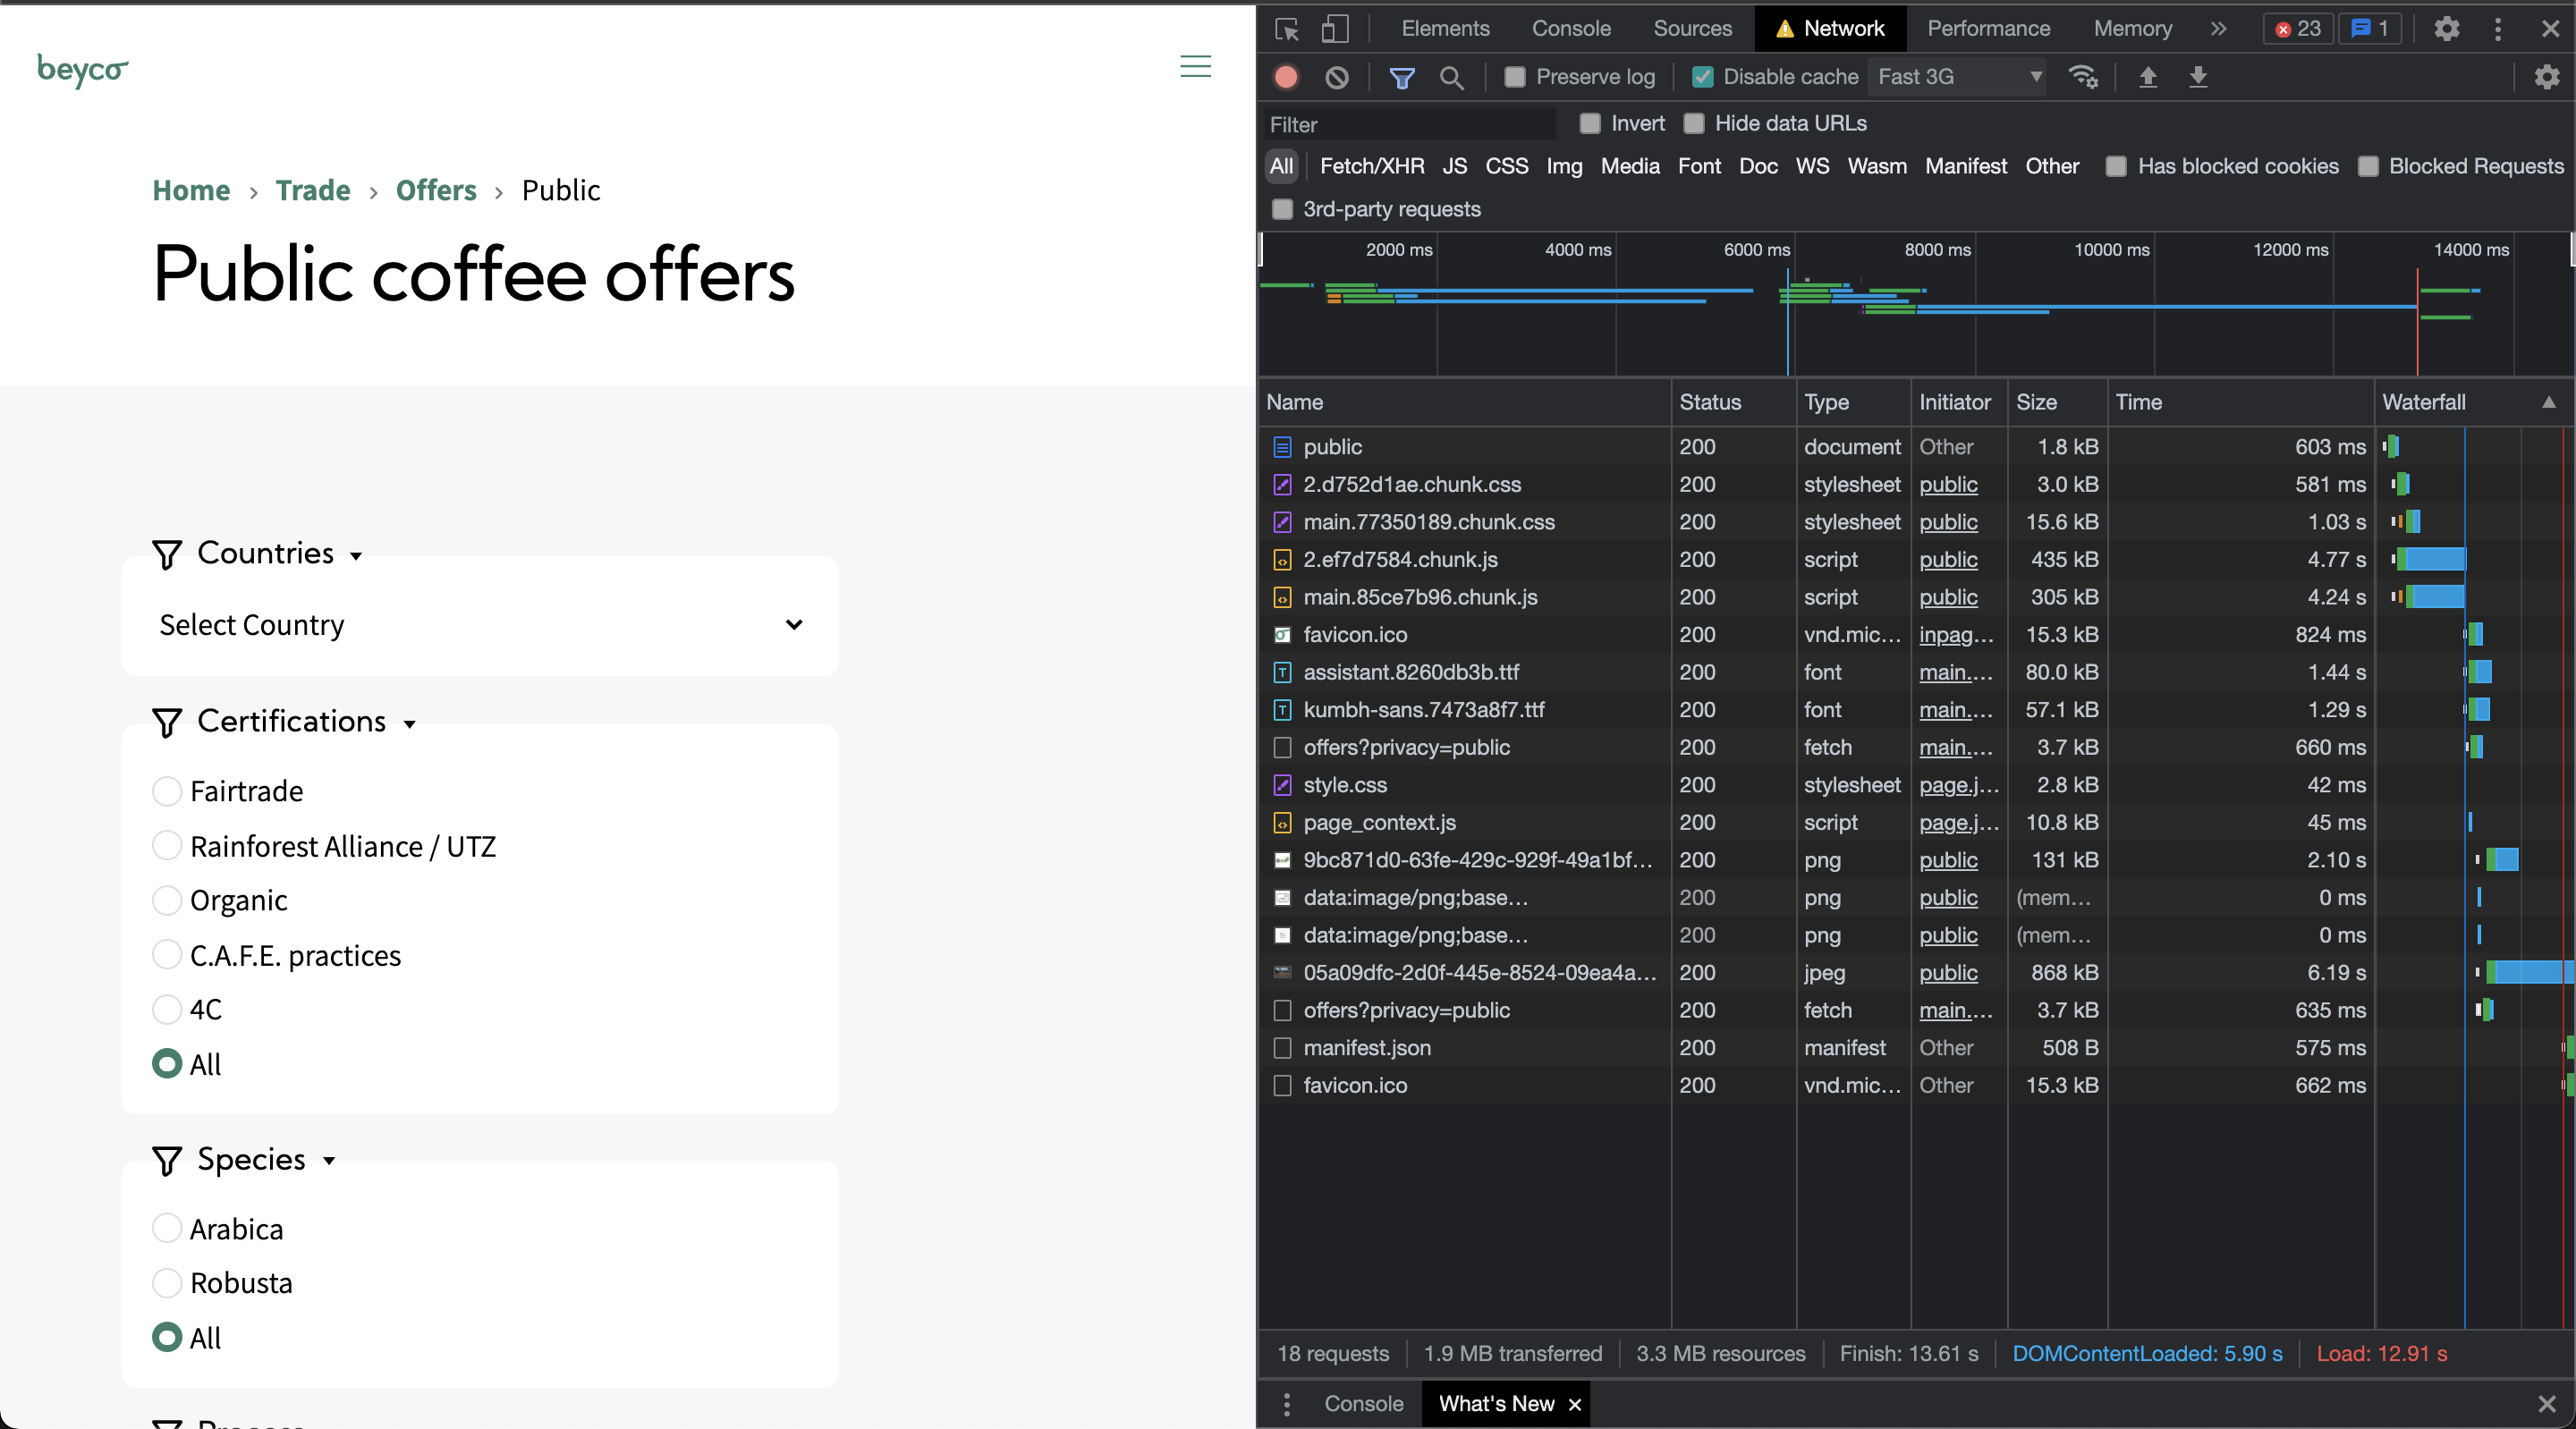 beyco
Home › Trade › Offers › Public
Public coffee offers
Countries
Select Country
Certifications
Fairtrade
Rainforest Alliance / UTZ
Organic
C.A.F.E. practices
4C
All
Species
Arabica
Robusta
All
Process
Elements Console Sources Network Performance Memory » 23 1
Preserve log Disable cache Fast 3G
Filter Invert Hide data URLs
All Fetch/XHR JS CSS Img Media Font Doc WS Wasm Manifest Other Has blocked cookies Blocked Requests
3rd-party requests
2000 ms 4000 ms 6000 ms 8000 ms 10000 ms 12000 ms 14000 ms
Name Status Type Initiator Size Time Waterfall
public 200 document Other 1.8 kB 603 ms
2.d752d1ae.chunk.css 200 stylesheet public 3.0 kB 581 ms
main.77350189.chunk.css 200 stylesheet public 15.6 kB 1.03 s
2.ef7d7584.chunk.js 200 script public 435 kB 4.77 s
main.85ce7b96.chunk.js 200 script public 305 kB 4.24 s
favicon.ico 200 vnd.mic... inpag... 15.3 kB 824 ms
assistant.8260db3b.ttf 200 font main.... 80.0 kB 1.44 s
kumbh-sans.7473a8f7.ttf 200 font main.... 57.1 kB 1.29 s
offers?privacy=public 200 fetch main.... 3.7 kB 660 ms
style.css 200 stylesheet page.j... 2.8 kB 42 ms
page_context.js 200 script page.j... 10.8 kB 45 ms
9bc871d0-63fe-429c-929f-49a1bf... 200 png public 131 kB 2.10 s
data:image/png;base... 200 png public (mem... 0 ms
data:image/png;base... 200 png public (mem... 0 ms
05a09dfc-2d0f-445e-8524-09ea4a... 200 jpeg public 868 kB 6.19 s
offers?privacy=public 200 fetch main.... 3.7 kB 635 ms
manifest.json 200 manifest Other 508 B 575 ms
favicon.ico 200 vnd.mic... Other 15.3 kB 662 ms
18 requests 1.9 MB transferred 3.3 MB resources Finish: 13.61 s DOMContentLoaded: 5.90 s Load: 12.91 s
Console What's New ×